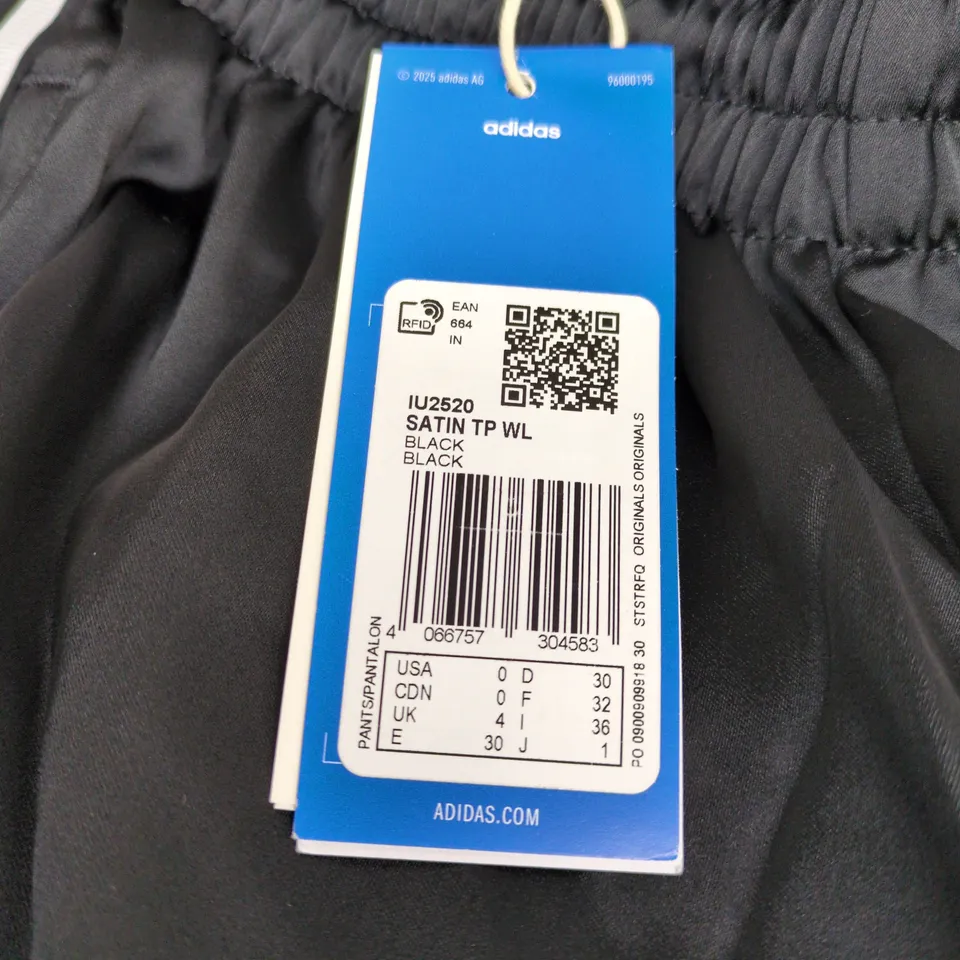 © 2025 adidas AG 96000195
adidas
RFID
EAN
664
IN
IU2520
SATIN TP WL
BLACK
BLACK
4 066757 304583
USA 0 D 30
CDN 0 F 32
UK 4 I 36
E 30 J 1
PANTS/PANTALON
PO 0900909918 30 STSTRFQ ORIGINALS ORIGINALS
ADIDAS.COM